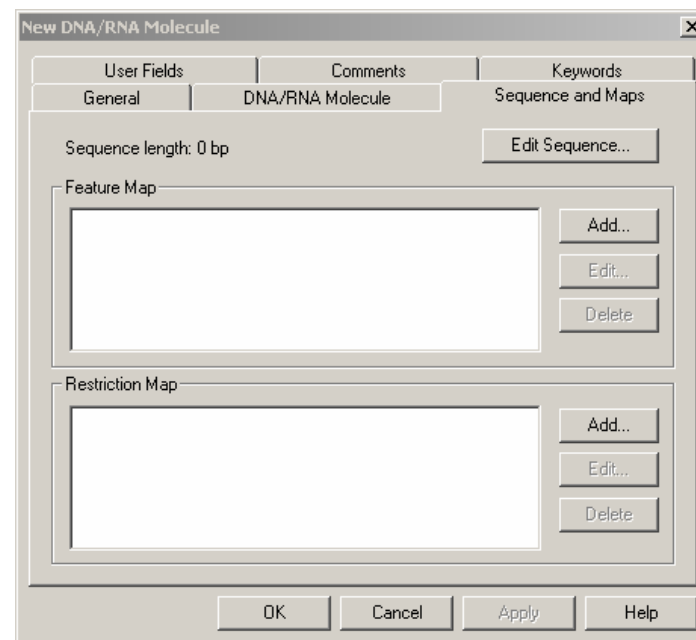 New DNA/RNA Molecule
User Fields Comments Keywords
General DNA/RNA Molecule Sequence and Maps
Sequence length: 0 bp Edit Sequence...
Feature Map
Add...
Edit...
Delete
Restriction Map
Add...
Edit...
Delete
OK Cancel Apply Help